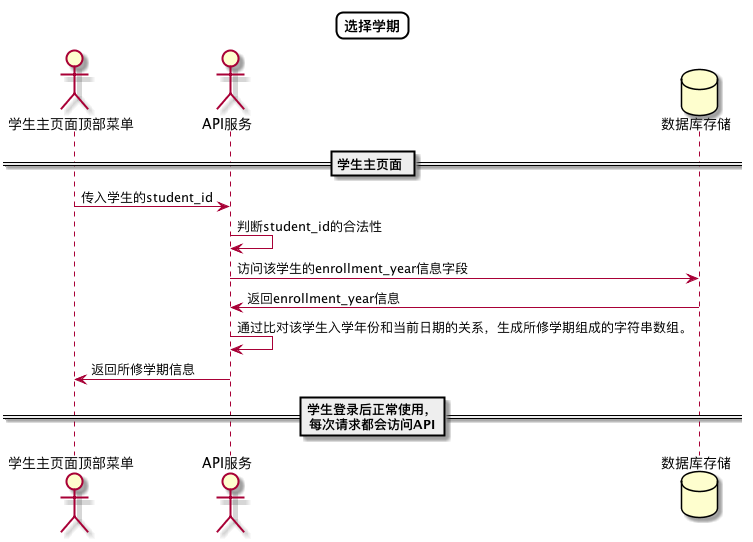 选择学期
学生主页面顶部菜单
API服务
数据库存储
学生主页面
传入学生的student_id
判断student_id的合法性
访问该学生的enrollment_year信息字段
返回enrollment_year信息
通过比对该学生入学年份和当前日期的关系，生成所修学期组成的字符串数组。
返回所修学期信息
学生登录后正常使用，
每次请求都会访问API
学生主页面顶部菜单
API服务
数据库存储